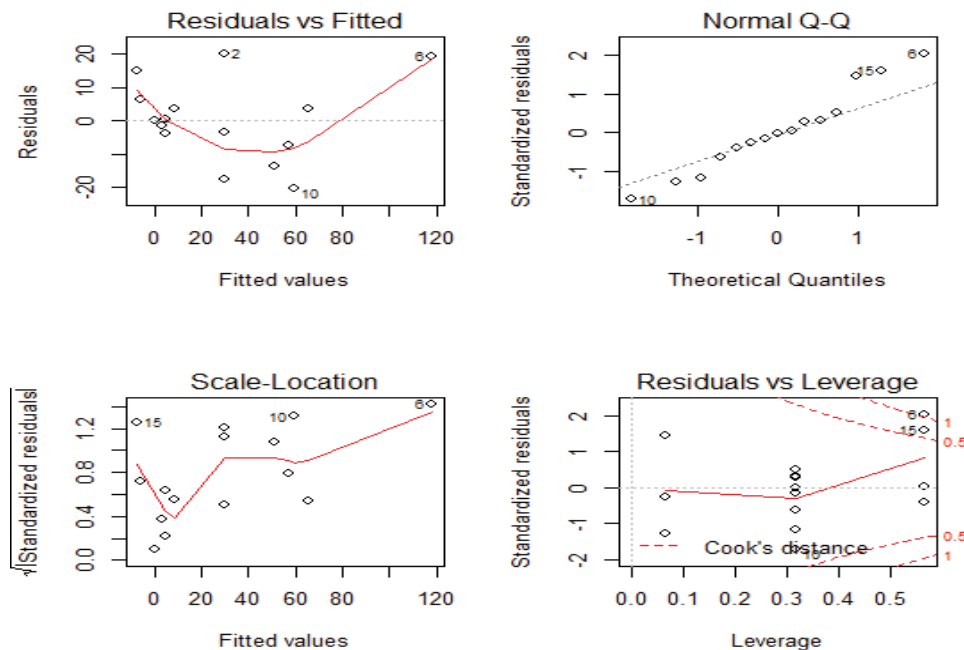 Residuals vs Fitted
Residuals
20
10
0
-20
2
6
10
0 20 40 60 80 100 120
Fitted values
Normal Q-Q
Standardized residuals
2
1
0
-1
6
15
10
-1 0 1
Theoretical Quantiles
Scale-Location
√|Standardized residuals|
1.2
0.8
0.4
0.0
15
10
6
0 20 40 60 80 100 120
Fitted values
Residuals vs Leverage
Standardized residuals
2
1
0
-1
-2
6
15
1
0.5
10
Cook's distance
0.5
1
0.0 0.1 0.2 0.3 0.4 0.5
Leverage